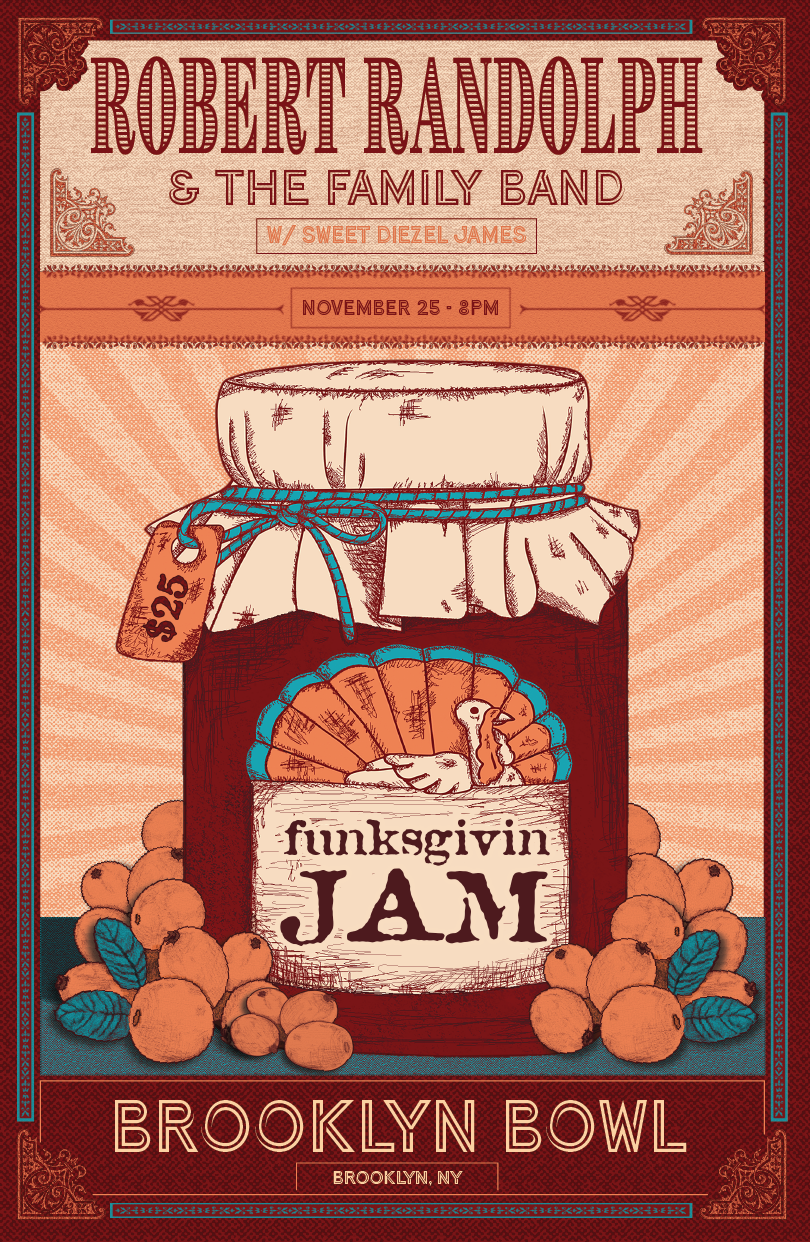 ROBERT RANDOLPH
& THE FAMILY BAND
W/ SWEET DIEZEL JAMES
NOVEMBER 25 - 8PM
$25
funksgivin
JAM
BROOKLYN BOWL
BROOKLYN, NY